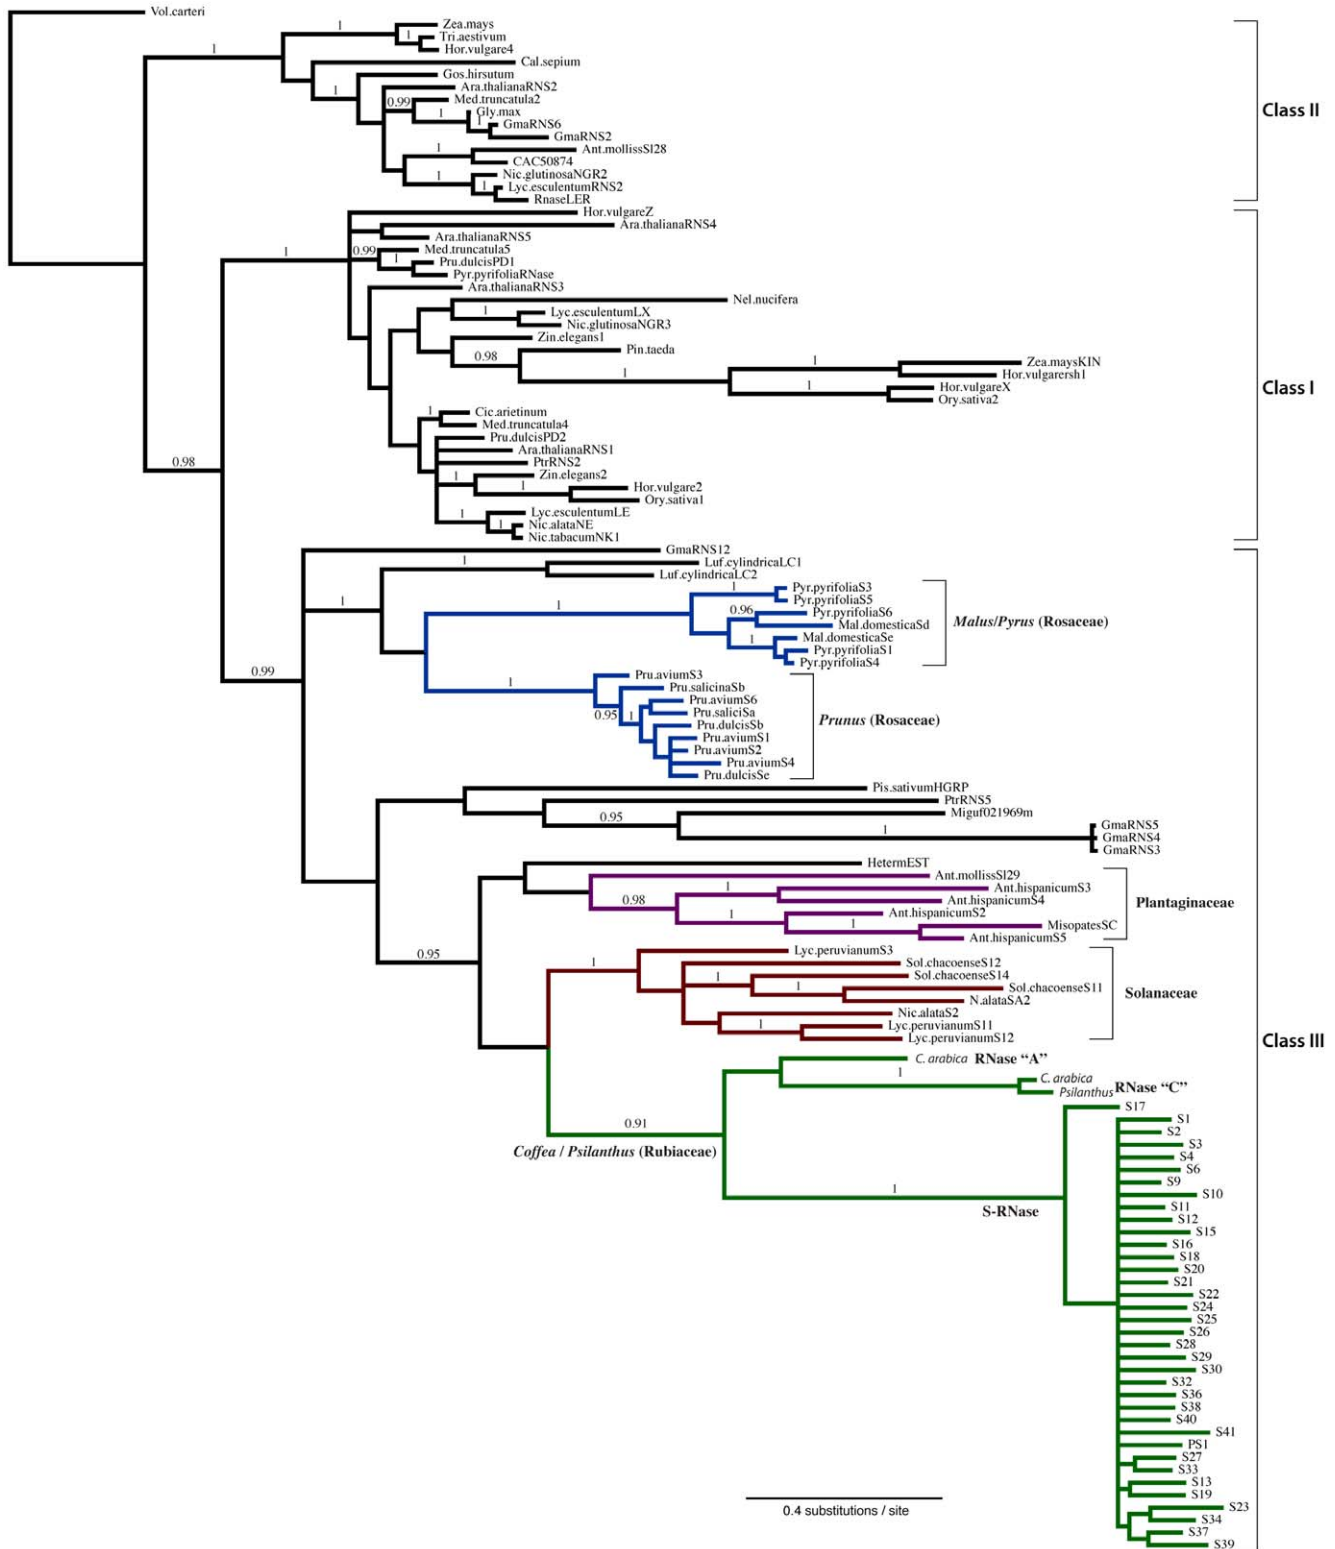 Vol.carteri
1
Zea.mays
1
Tri.aestivum
Hor.vulgare4
1
Cal.sepium
Class II
Gos.hirsutum
1
Ara.thalianaRNS2
0.99
Med.truncatula2
1
Gly.max
1
GmaRNS6
GmaRNS2
1
Ant.mollissSl28
CAC50874
1
Nic.glutinosaNGR2
1
Lyc.esculentumRNS2
RnaseLER
Hor.vulgareZ
Ara.thalianaRNS4
Ara.thalianaRNS5
1
0.99
Med.truncatula5
1
Pru.dulcisPD1
Pyr.pyrifoliaRNase
Ara.thalianaRNS3
Nel.nucifera
1
Lyc.esculentumLX
Nic.glutinosaNGR3
Zin.elegans1
0.98
Pin.taeda
1
1
Zea.maysKIN
Hor.vulgarersh1
1
Hor.vulgareX
Ory.sativa2
Class I
1
Cic.arietinum
Med.truncatula4
Pru.dulcisPD2
Ara.thalianaRNS1
0.98
PtrRNS2
1
Zin.elegans2
1
Hor.vulgare2
Ory.sativa1
1
Lyc.esculentumLE
1
Nic.alataNE
Nic.tabacumNK1
GmaRNS12
1
Luf.cylindricaLC1
Luf.cylindricaLC2
1
1
1
Pyr.pyrifoliaS3
Pyr.pyrifoliaS5
0.96
Pyr.pyrifoliaS6
Mal.domesticaSd
1
Mal.domesticaSe
Pyr.pyrifoliaS1
Pyr.pyrifoliaS4
Malus/Pyrus (Rosaceae)
0.99
1
Pru.aviumS3
Pru.salicinaSb
0.95
1
Pru.aviumS6
Pru.saliciSa
Pru.dulcisSb
Pru.aviumS1
Pru.aviumS2
Pru.aviumS4
Pru.dulcisSe
Prunus (Rosaceae)
Pis.sativumHGRP
PtrRNS5
0.95
Miguf021969m
1
GmaRNS5
GmaRNS4
GmaRNS3
HetermEST
Ant.mollissSl29
0.98
1
Ant.hispanicumS3
Ant.hispanicumS4
1
Ant.hispanicumS2
1
MisopatesSC
Ant.hispanicumS5
Plantaginaceae
0.95
1
Lyc.peruvianumS3
Sol.chacoenseS12
1
Sol.chacoenseS14
1
Sol.chacoenseS11
N.alataSA2
Nic.alataS2
1
Lyc.peruvianumS11
Lyc.peruvianumS12
Solanaceae
Class III
C. arabica RNase “A”
1
C. arabica
Psilanthus RNase “C”
0.91
Coffea / Psilanthus (Rubiaceae)
1
S-RNase
S17
S1
S2
S3
S4
S6
S9
S10
S11
S12
S15
S16
S18
S20
S21
S22
S24
S25
S26
S28
S29
S30
S32
S36
S38
S40
S41
PS1
S27
S33
S13
S19
S23
S34
S37
S39
0.4 substitutions / site